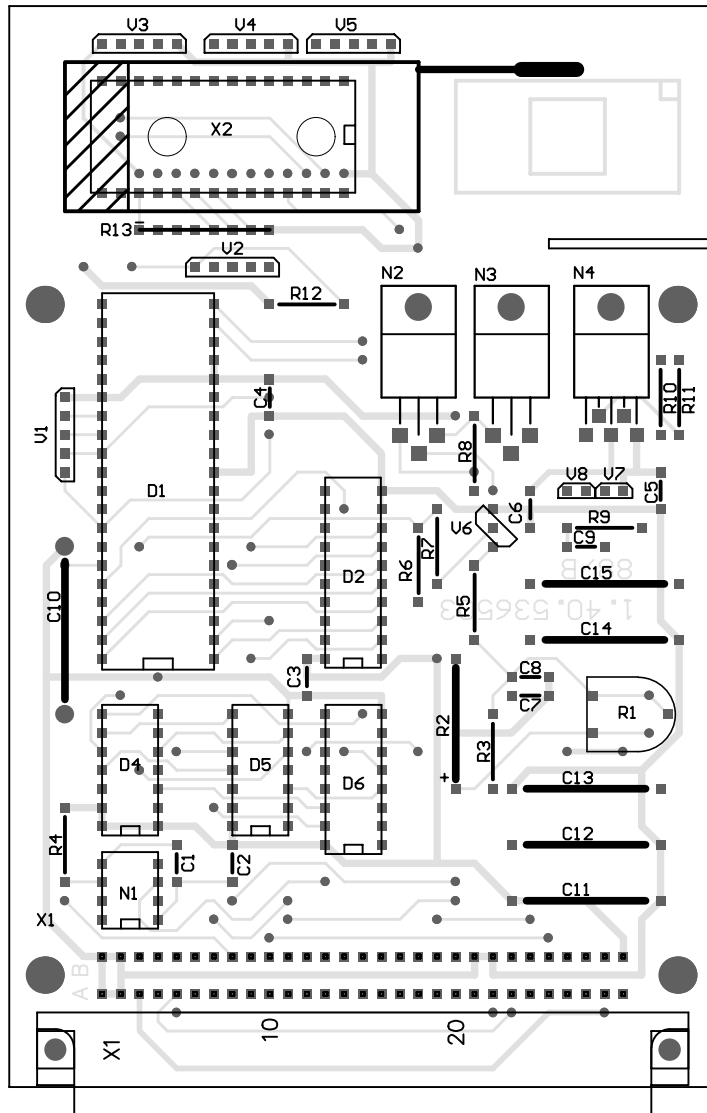 V3 V4 V5
X2
R13
V2
R12 N2 N3 N4
C4 R10 R11
V1 R8
D1 V8 V7 C5
V6 C6 R9
R7 C9
R6 D2
C10 C15
R5
C14
C3 C8
C7
R2 R1
R3
D4 D5 D6
C13
+
R4 C12
C1 C2
N1 C11
X1
B
A
10 20
X1